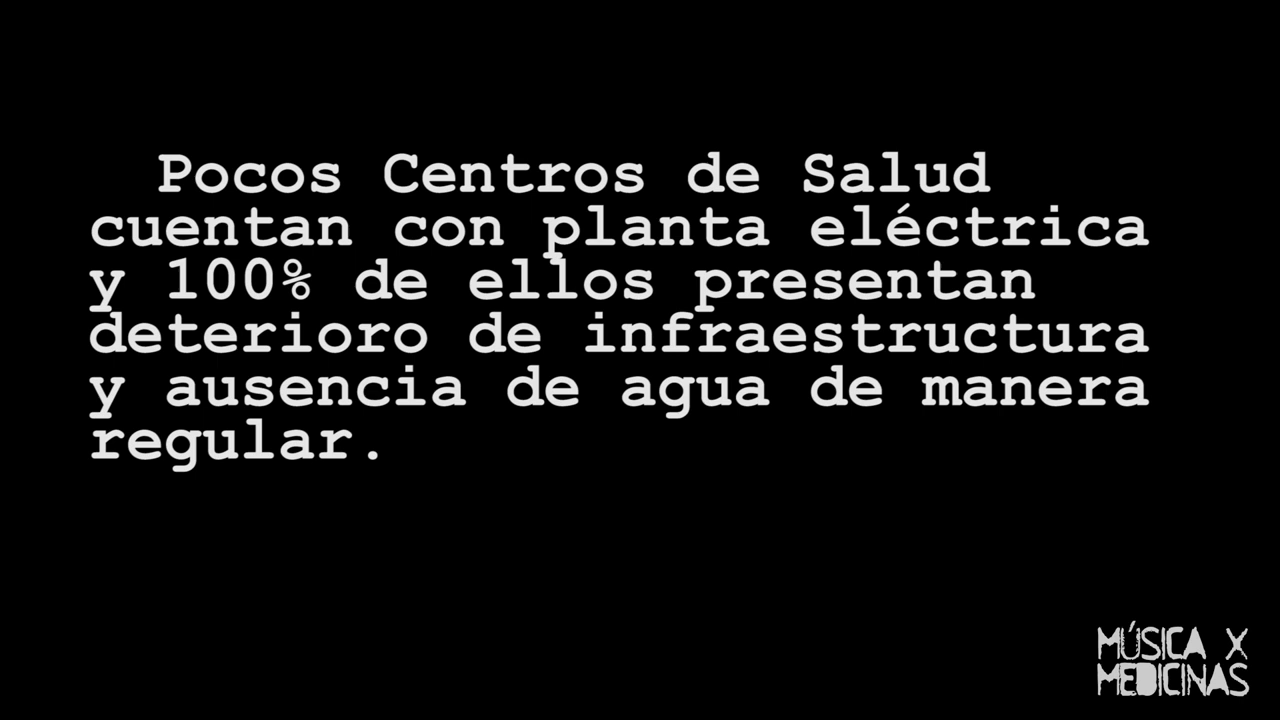 Pocos Centros de Salud
cuentan con planta eléctrica
y 100% de ellos presentan
deterioro de infraestructura
y ausencia de agua de manera
regular.
MÚSICA X
MEDICINAS